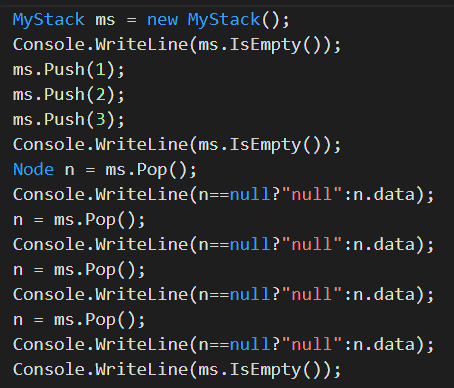 MyStack ms = new MyStack();
Console.WriteLine(ms.IsEmpty());
ms.Push(1);
ms.Push(2);
ms.Push(3);
Console.WriteLine(ms.IsEmpty());
Node n = ms.Pop();
Console.WriteLine(n==null?"null":n.data);
n = ms.Pop();
Console.WriteLine(n==null?"null":n.data);
n = ms.Pop();
Console.WriteLine(n==null?"null":n.data);
n = ms.Pop();
Console.WriteLine(n==null?"null":n.data);
Console.WriteLine(ms.IsEmpty());